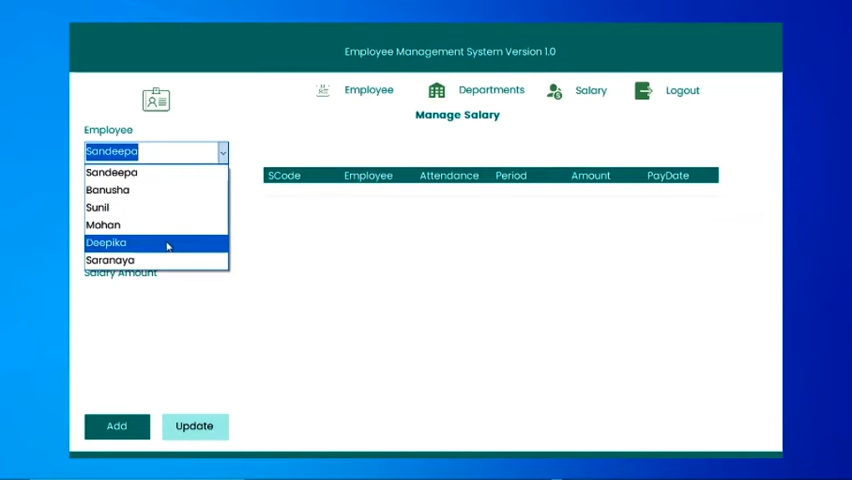 Employee Management System Version 1.0
Employee Departments Salary Logout
Manage Salary
Employee
Sandeepa
Sandeepa
Banusha
Sunil
Mohan
Deepika
Saranaya
Salary Amount
SCode Employee Attendance Period Amount PayDate
Add Update